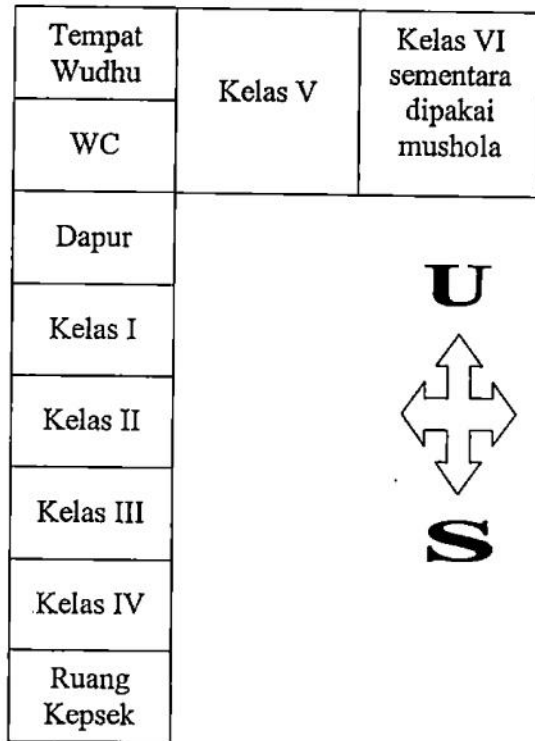 Tempat
Wudhu
Kelas V
Kelas VI
sementara
dipakai
mushola
WC
Dapur
U
Kelas I
Kelas II
Kelas III
S
Kelas IV
Ruang
Kepsek